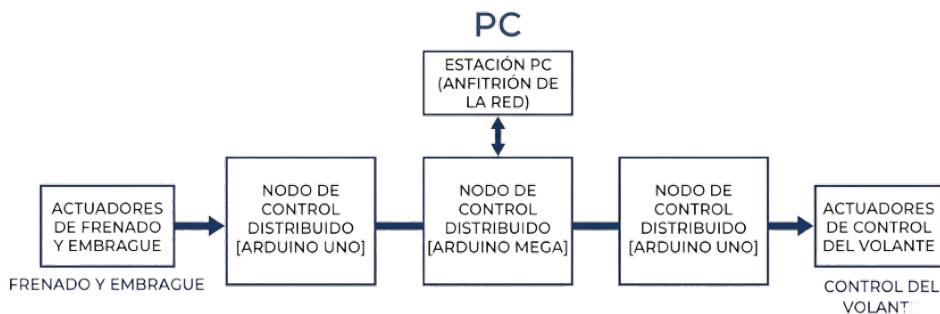 PC
ESTACIÓN PC
(ANFITRIÓN DE
LA RED)
ACTUADORES
DE FRENADO
Y EMBRAGUE
FRENADO Y EMBRAGUE
NODO DE
CONTROL
DISTRIBUIDO
[ARDUINO UNO]
NODO DE
CONTROL
DISTRIBUIDO
[ARDUINO MEGA]
NODO DE
CONTROL
DISTRIBUIDO
[ARDUINO UNO]
ACTUADORES
DE CONTROL
DEL VOLANTE
CONTROL DEL
VOLANTE